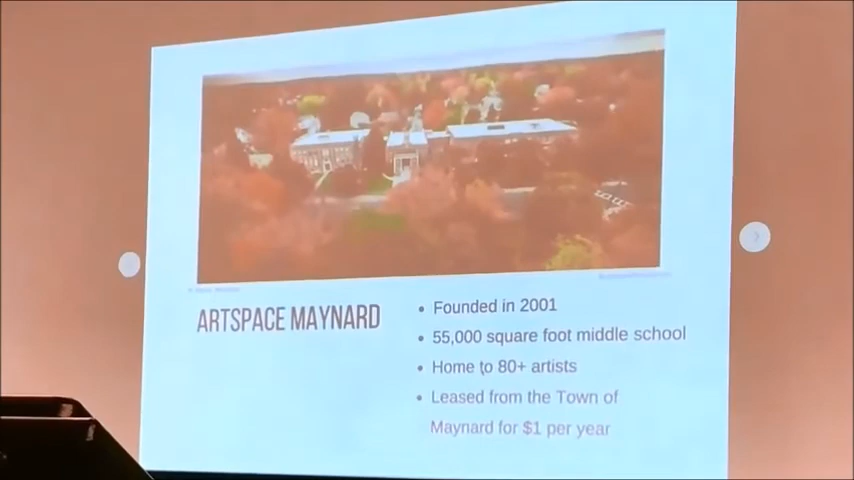 ARTSPACE MAYNARD
• Founded in 2001
• 55,000 square foot middle school
• Home to 80+ artists
• Leased from the Town of
Maynard for $1 per year